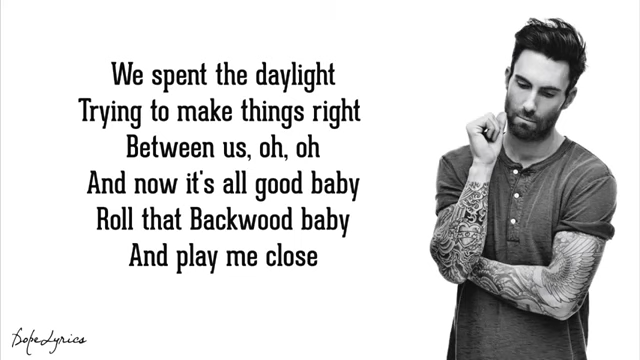 We spent the daylight
Trying to make things right
Between us, oh, oh
And now it's all good baby
Roll that Backwood baby
And play me close
DopeLyrics